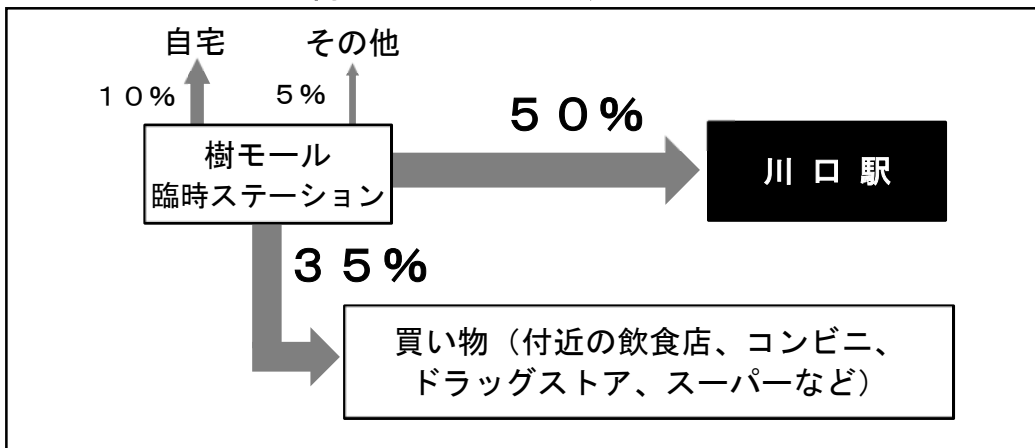 自宅
その他
10%
5%
50%
樹モール
臨時ステーション
川口駅
35%
買い物（付近の飲食店、コンビニ、
ドラッグストア、スーパーなど）